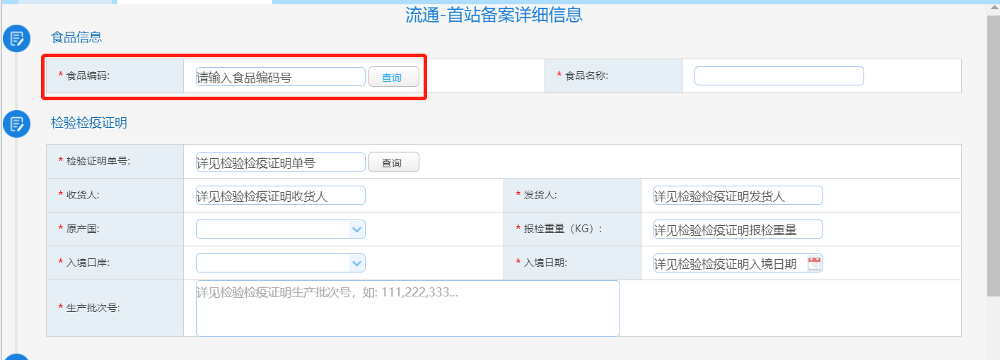 流通-首站备案详细信息
食品信息
* 食品编码: 请输入食品编码号 查询 * 食品名称:
检验检疫证明
* 检验证明单号: 详见检验检疫证明单号 查询
* 收货人: 详见检验检疫证明收货人 * 发货人: 详见检验检疫证明发货人
* 原产国: * 报检重量（KG）: 详见检验检疫证明报检重量
* 入境口岸: * 入境日期: 详见检验检疫证明入境日期
* 生产批次号: 详见检验检疫证明生产批次号，如: 111,222,333...